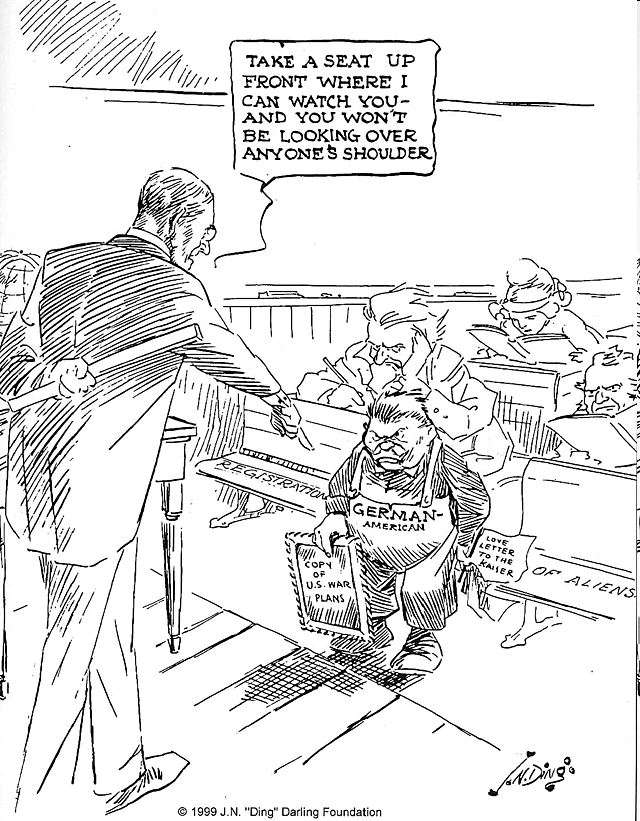 TAKE A SEAT UP
FRONT WHERE I
CAN WATCH YOU-
AND YOU WON'T
BE LOOKING OVER
ANYONE'S SHOULDER
REGISTRATION
OF ALIENS
GERMAN-
AMERICAN
COPY
OF
U.S. WAR
PLANS
LOVE
LETTER
TO THE
KAISER
J.N. Ding
© 1999 J.N. "Ding" Darling Foundation